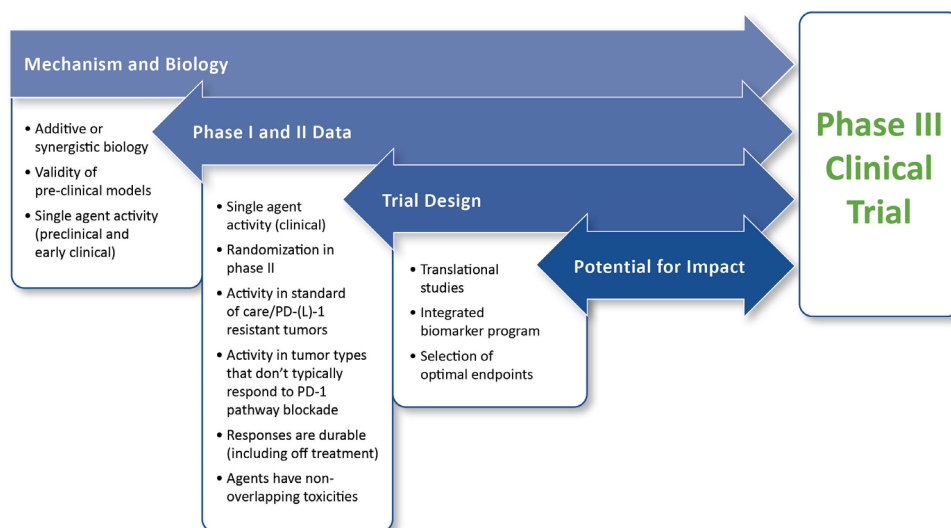 Mechanism and Biology
• Additive or
synergistic biology
• Validity of
pre-clinical models
• Single agent activity
(preclinical and
early clinical)
Phase I and II Data
• Single agent
activity (clinical)
• Randomization in
phase II
• Activity in standard
of care/PD-(L)-1
resistant tumors
• Activity in tumor types
that don’t typically
respond to PD-1
pathway blockade
• Responses are durable
(including off treatment)
• Agents have non-
overlapping toxicities
Trial Design
• Translational
studies
• Integrated
biomarker program
• Selection of
optimal endpoints
Potential for Impact
Phase III
Clinical
Trial